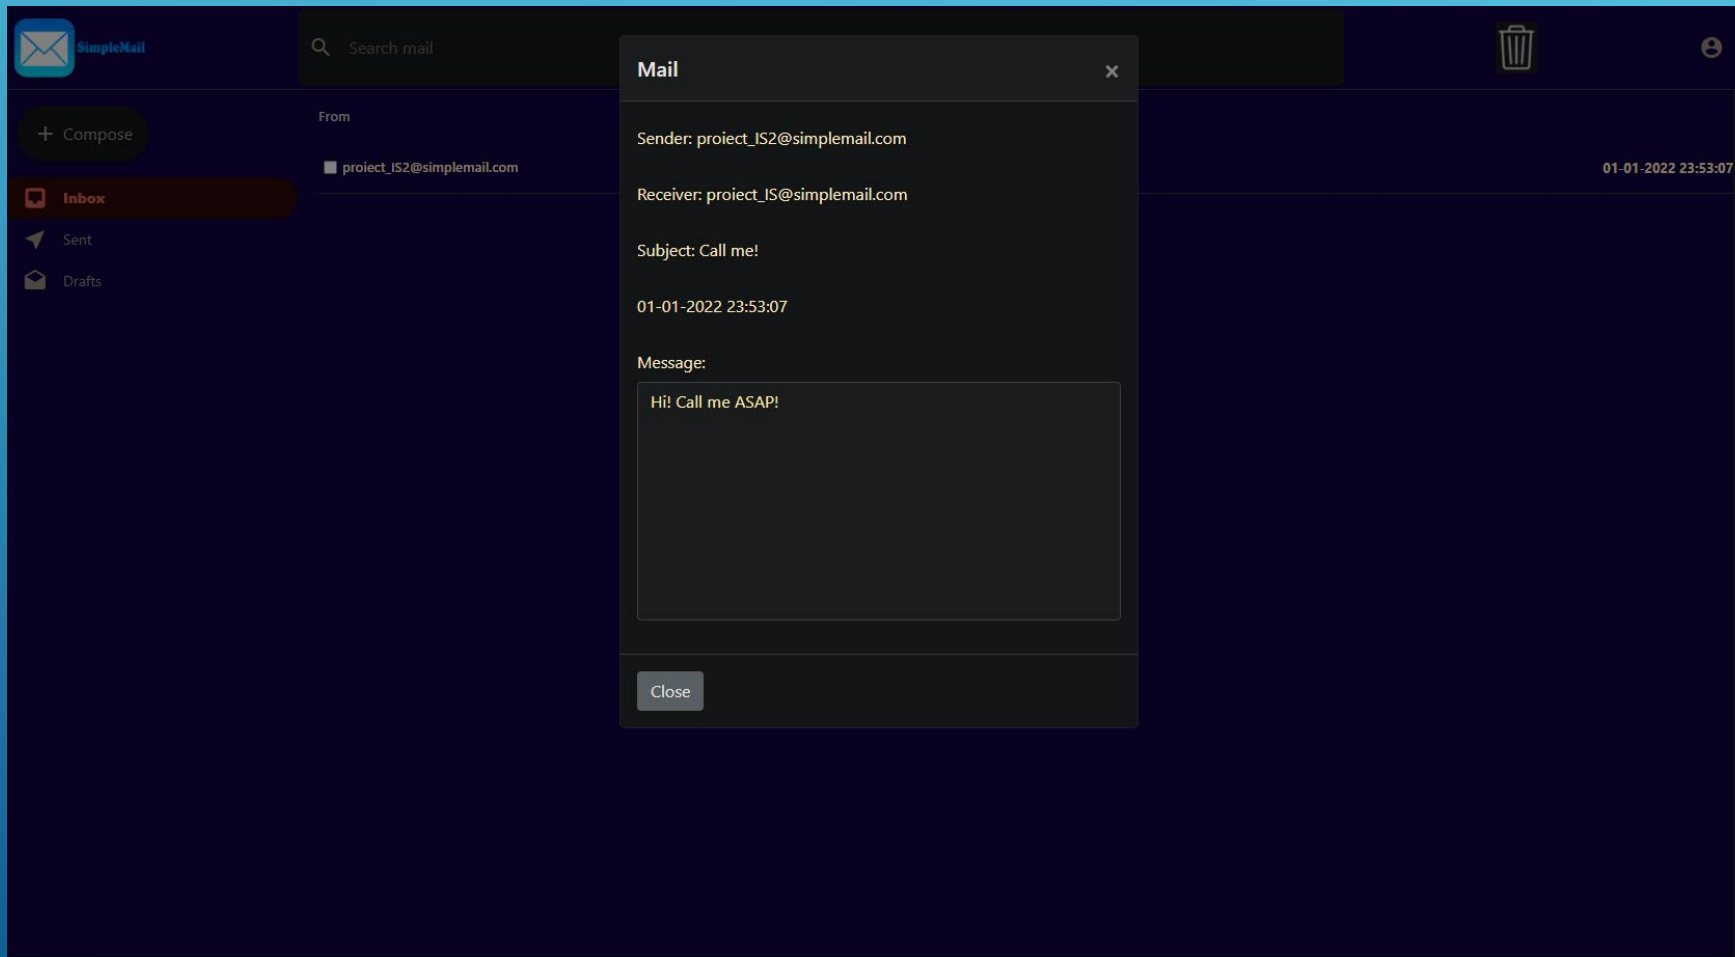 SimpleMail
Search mail
Compose
Inbox
Sent
Drafts
From
proiect_IS2@simplemail.com
01-01-2022 23:53:07
Mail
×
Sender: proiect_IS2@simplemail.com
Receiver: proiect_IS@simplemail.com
Subject: Call me!
01-01-2022 23:53:07
Message:
Hi! Call me ASAP!
Close